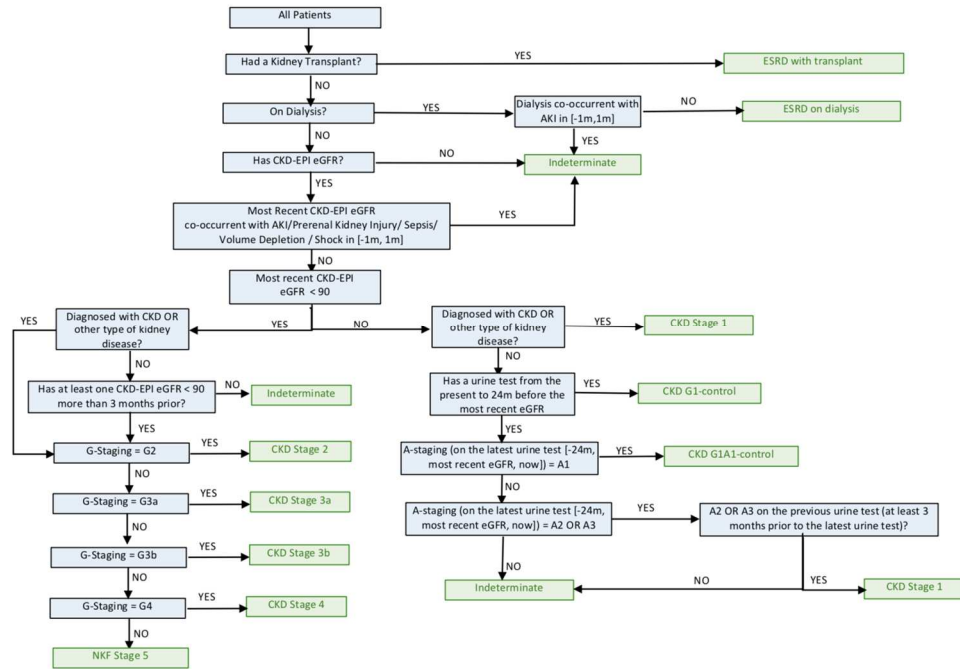 All Patients
Had a Kidney Transplant?
YES
ESRD with transplant
NO
On Dialysis?
YES
Dialysis co-occurrent with
AKI in [-1m,1m]
NO
ESRD on dialysis
NO
YES
Has CKD-EPI eGFR?
NO
Indeterminate
YES
Most Recent CKD-EPI eGFR
co-occurrent with AKI/Prerenal Kidney Injury/ Sepsis/
Volume Depletion / Shock in [-1m, 1m]
YES
NO
Most recent CKD-EPI
eGFR < 90
YES
NO
YES
Diagnosed with CKD OR
other type of kidney
disease?
NO
Has at least one CKD-EPI eGFR < 90
more than 3 months prior?
NO
Indeterminate
YES
G-Staging = G2
YES
CKD Stage 2
NO
G-Staging = G3a
YES
CKD Stage 3a
NO
G-Staging = G3b
YES
CKD Stage 3b
NO
G-Staging = G4
YES
CKD Stage 4
NO
NKF Stage 5
Diagnosed with CKD OR
other type of kidney
disease?
YES
CKD Stage 1
NO
Has a urine test from the
present to 24m before the
most recent eGFR
YES
CKD G1-control
YES
A-staging (on the latest urine test [-24m,
most recent eGFR, now]) = A1
YES
CKD G1A1-control
NO
A-staging (on the latest urine test [-24m,
most recent eGFR, now]) = A2 OR A3
YES
A2 OR A3 on the previous urine test (at least 3
months prior to the latest urine test)?
NO
Indeterminate
NO
YES
CKD Stage 1